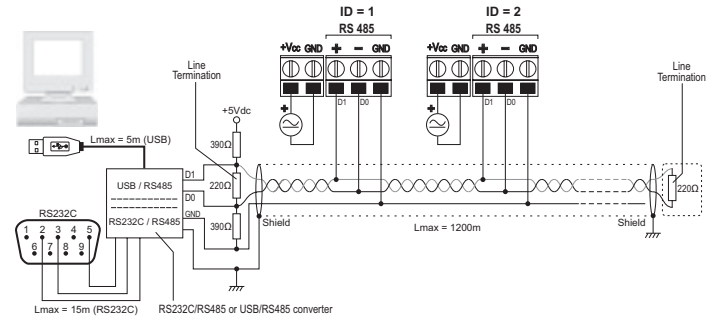 ID = 1
ID = 2
RS 485
RS 485
+Vcc GND + − GND
+Vcc GND + − GND
Line
Termination
Line
Termination
+
D1
D0
+
D1
D0
+5Vdc
Lmax = 5m (USB)
390Ω
USB / RS485
RS232C / RS485
D1
D0
GND
220Ω
390Ω
220Ω
RS232C
1 2 3 4 5
6 7 8 9
Shield
Lmax = 1200m
Shield
Lmax = 15m (RS232C)
RS232C/RS485 or USB/RS485 converter